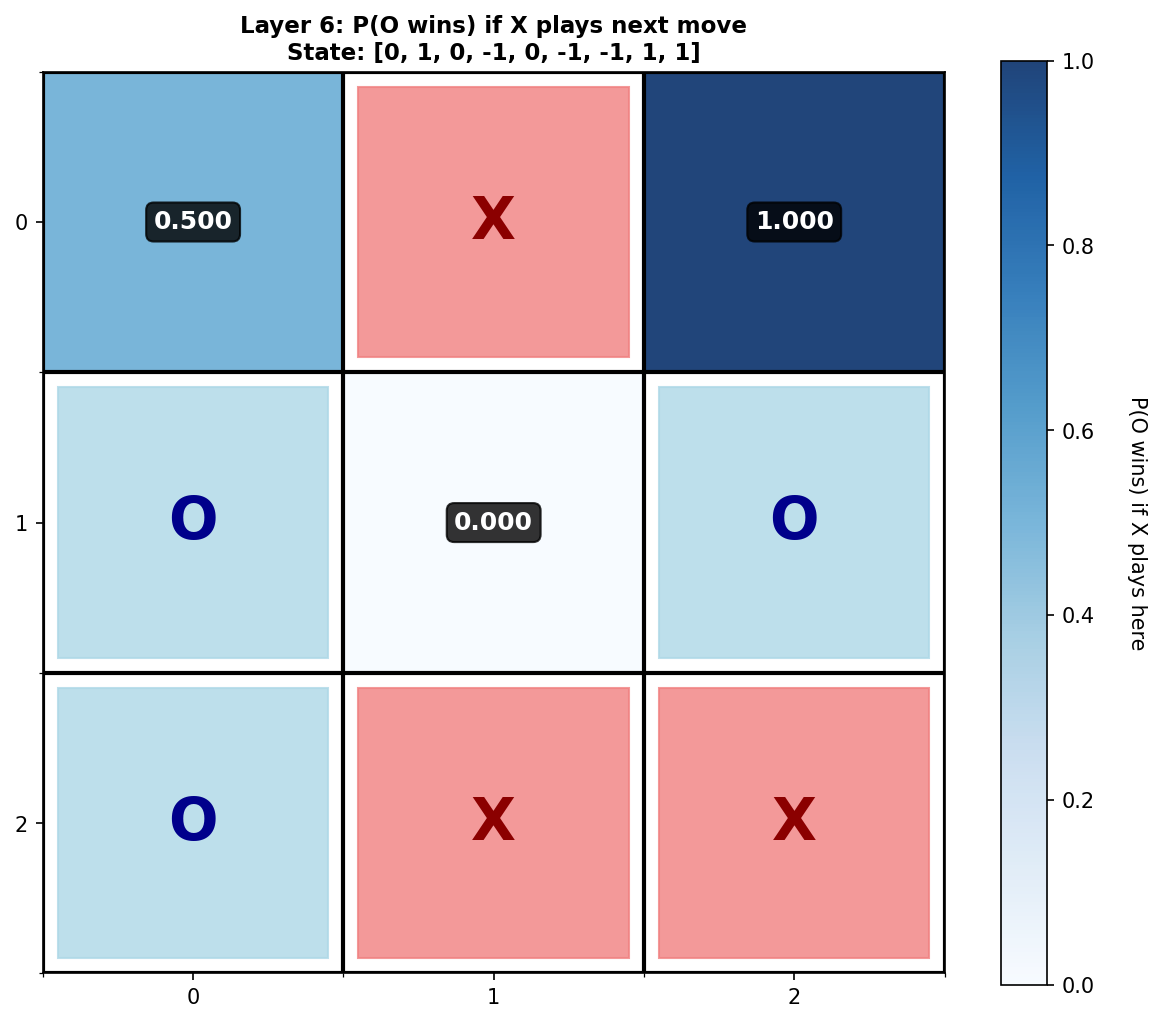 Layer 6: P(O wins) if X plays next move
State: [0, 1, 0, -1, 0, -1, -1, 1, 1]
0
0.500
X
1.000
1
O
0.000
O
2
O
X
X
0
1
2
1.0
0.8
0.6
0.4
0.2
0.0
P(O wins) if X plays here